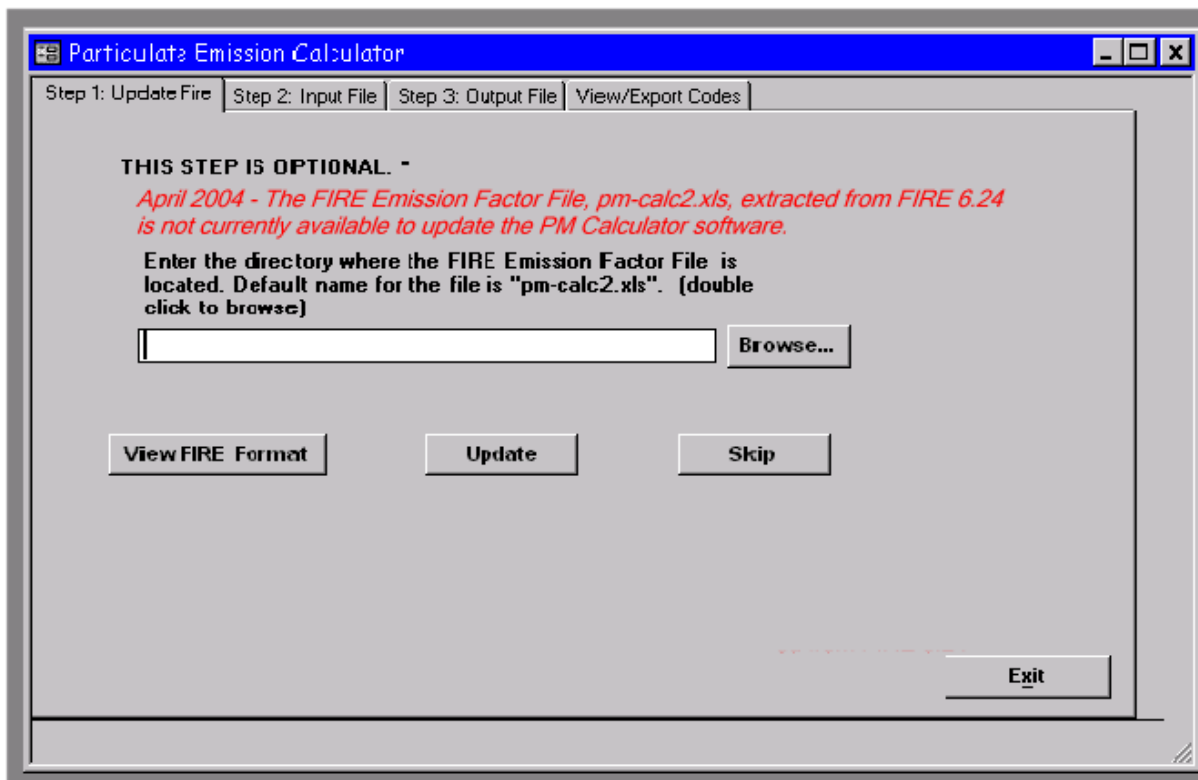 Particulate Emission Calculator
Step 1: Update Fire
Step 2: Input File
Step 3: Output File
View/Export Codes
THIS STEP IS OPTIONAL. -
April 2004 - The FIRE Emission Factor File, pm-calc2.xls, extracted from FIRE 6.24
is not currently available to update the PM Calculator software.
Enter the directory where the FIRE Emission Factor File is
located. Default name for the file is "pm-calc2.xls". (double
click to browse)
Browse...
View FIRE Format
Update
Skip
Exit